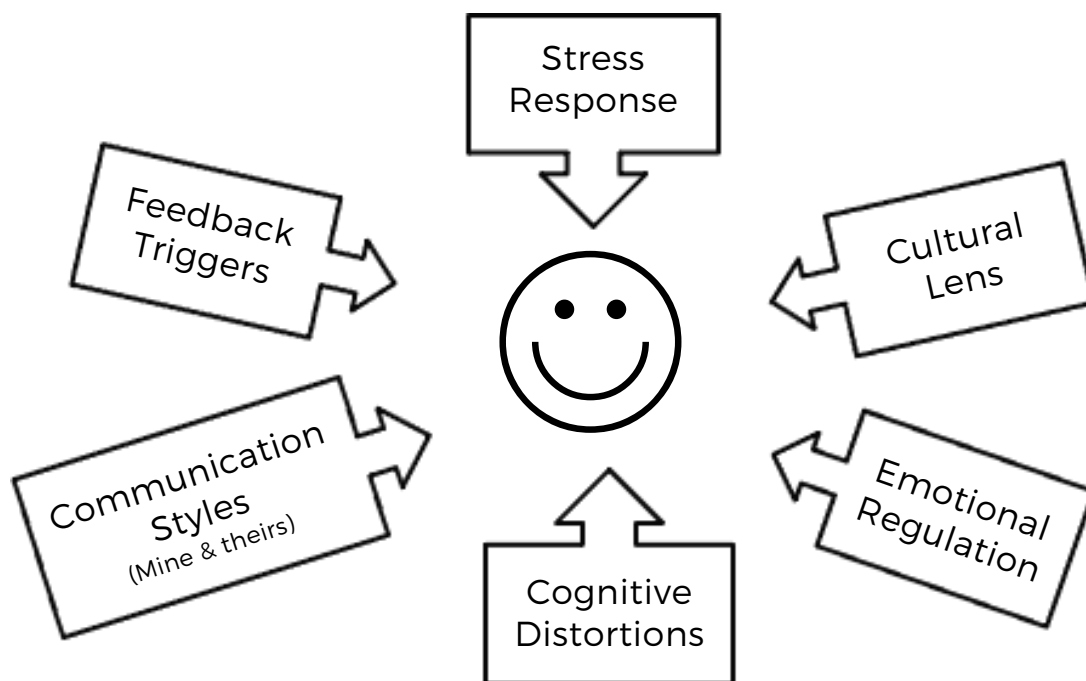 Stress
Response
Feedback
Triggers
Cultural
Lens
Communication
Styles
(Mine & theirs)
Emotional
Regulation
Cognitive
Distortions